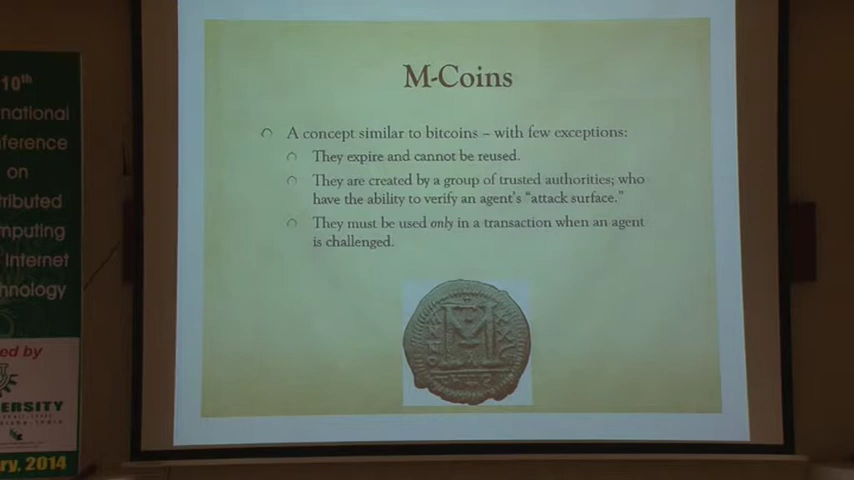 10th
national
ference
on
tributed
mputing
Internet
hnology
ed by
ERSITY
ry, 2014
M-Coins
A concept similar to bitcoins – with few exceptions:
They expire and cannot be reused.
They are created by a group of trusted authorities; who
have the ability to verify an agent's "attack surface."
They must be used only in a transaction when an agent
is challenged.
M